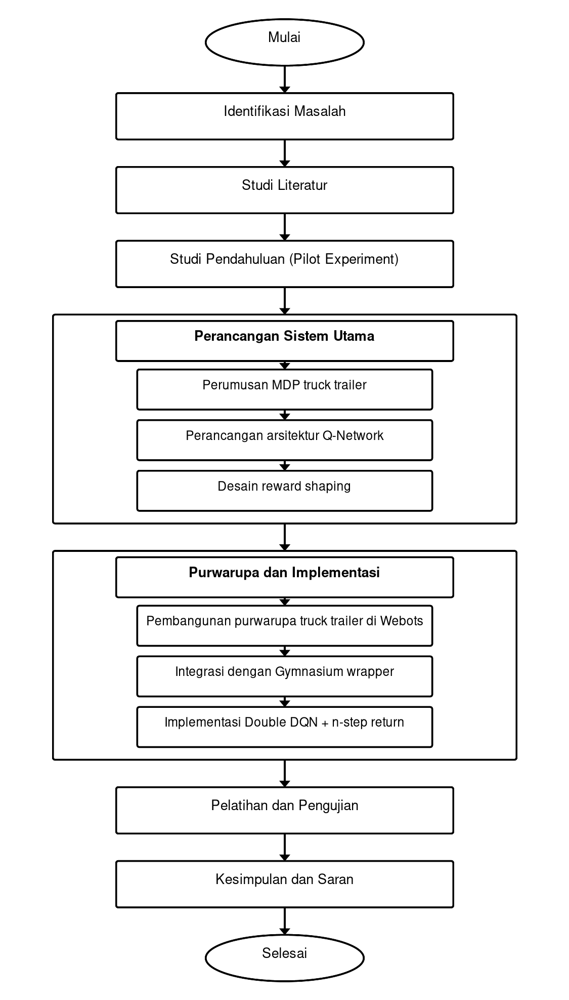 Mulai
Identifikasi Masalah
Studi Literatur
Studi Pendahuluan (Pilot Experiment)
Perancangan Sistem Utama
Perumusan MDP truck trailer
Perancangan arsitektur Q-Network
Desain reward shaping
Purwarupa dan Implementasi
Pembangunan purwarupa truck trailer di Webots
Integrasi dengan Gymnasium wrapper
Implementasi Double DQN + n-step return
Pelatihan dan Pengujian
Kesimpulan dan Saran
Selesai